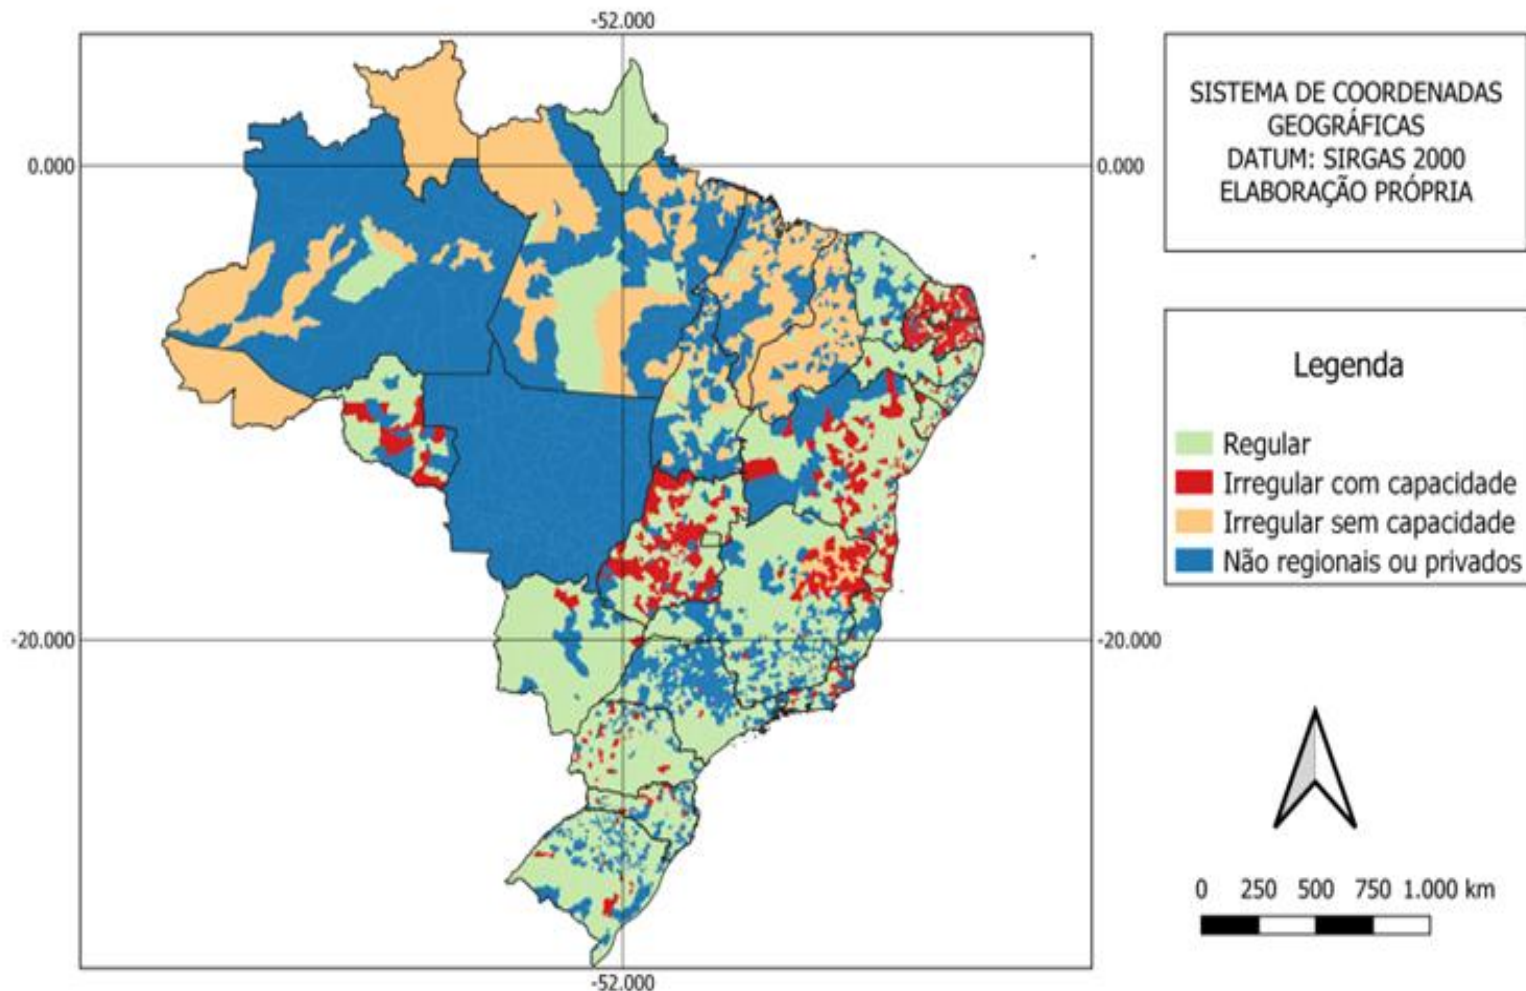 -52.000
0.000
0.000
-20.000
-20.000
-52.000
SISTEMA DE COORDENADAS
GEOGRÁFICAS
DATUM: SIRGAS 2000
ELABORAÇÃO PRÓPRIA
Legenda
Regular
Irregular com capacidade
Irregular sem capacidade
Não regionais ou privados
0 250 500 750 1.000 km